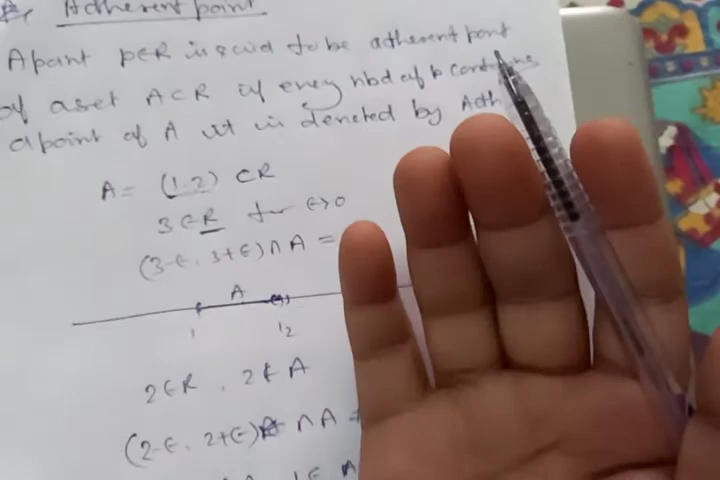 Adherent point
A point p∈R is said to be adherent point
of a set A⊂R if every nbd of p contains
a point of A it is denoted by Adh
A = (1.2) ⊂R
3∈R for ϵ>0
(3-ϵ. 3+ϵ)∩A =
A
1 2
2∈R . 2∉A
(2-ϵ. 2+ϵ) ∩A